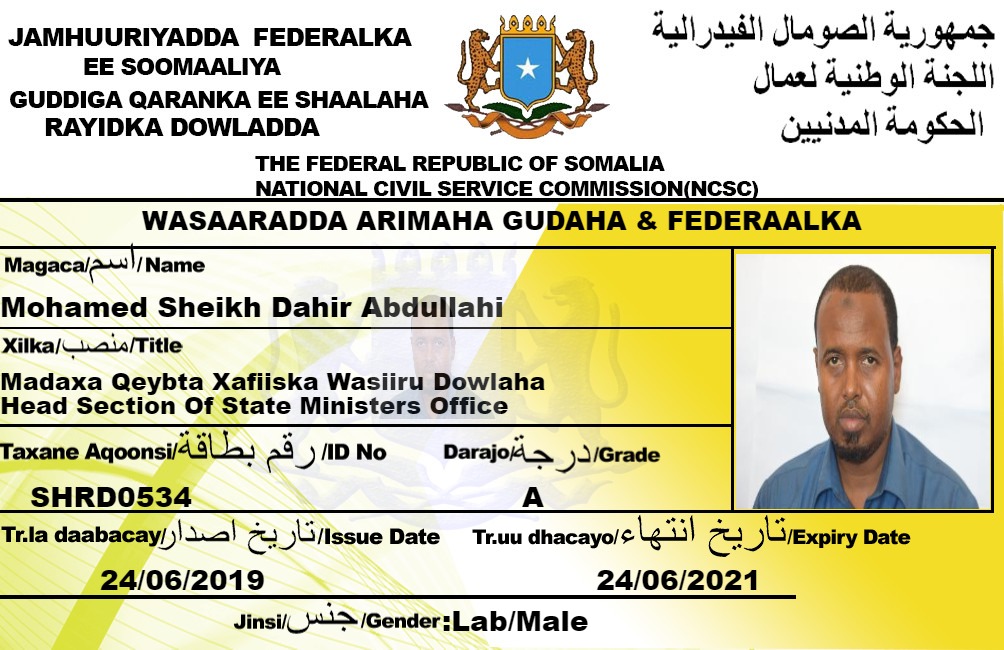 JAMHUURIYADDA FEDERALKA
EE SOOMAALIYA
GUDDIGA QARANKA EE SHAALAHA
RAYIDKA DOWLADDA
جمهورية الصومال الفيدرالية
اللجنة الوطنية لعمال
الحكومة المدنيين
THE FEDERAL REPUBLIC OF SOMALIA
NATIONAL CIVIL SERVICE COMMISSION(NCSC)
WASAARADDA ARIMAHA GUDAHA & FEDERAALKA
Magaca/اسم/Name
Mohamed Sheikh Dahir Abdullahi
Xilka/منصب/Title
Madaxa Qeybta Xafiiska Wasiiru Dowlaha
Head Section Of State Ministers Office
Taxane Aqoonsi/رقم بطاقة/ID No
Darajo/درجة/Grade
SHRD0534
A
Tr.la daabacay/تاريخ اصدار/Issue Date
Tr.uu dhacayo/تاريخ انتهاء/Expiry Date
24/06/2019
24/06/2021
Jinsi/جنس/Gender:Lab/Male